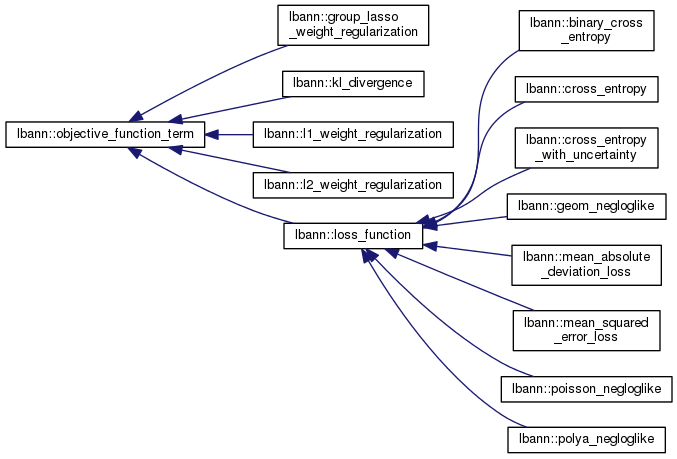 lbann::objective_function_term
lbann::group_lasso
_weight_regularization
lbann::kl_divergence
lbann::l1_weight_regularization
lbann::l2_weight_regularization
lbann::loss_function
lbann::binary_cross
_entropy
lbann::cross_entropy
lbann::cross_entropy
_with_uncertainty
lbann::geom_negloglike
lbann::mean_absolute
_deviation_loss
lbann::mean_squared
_error_loss
lbann::poisson_negloglike
lbann::polya_negloglike